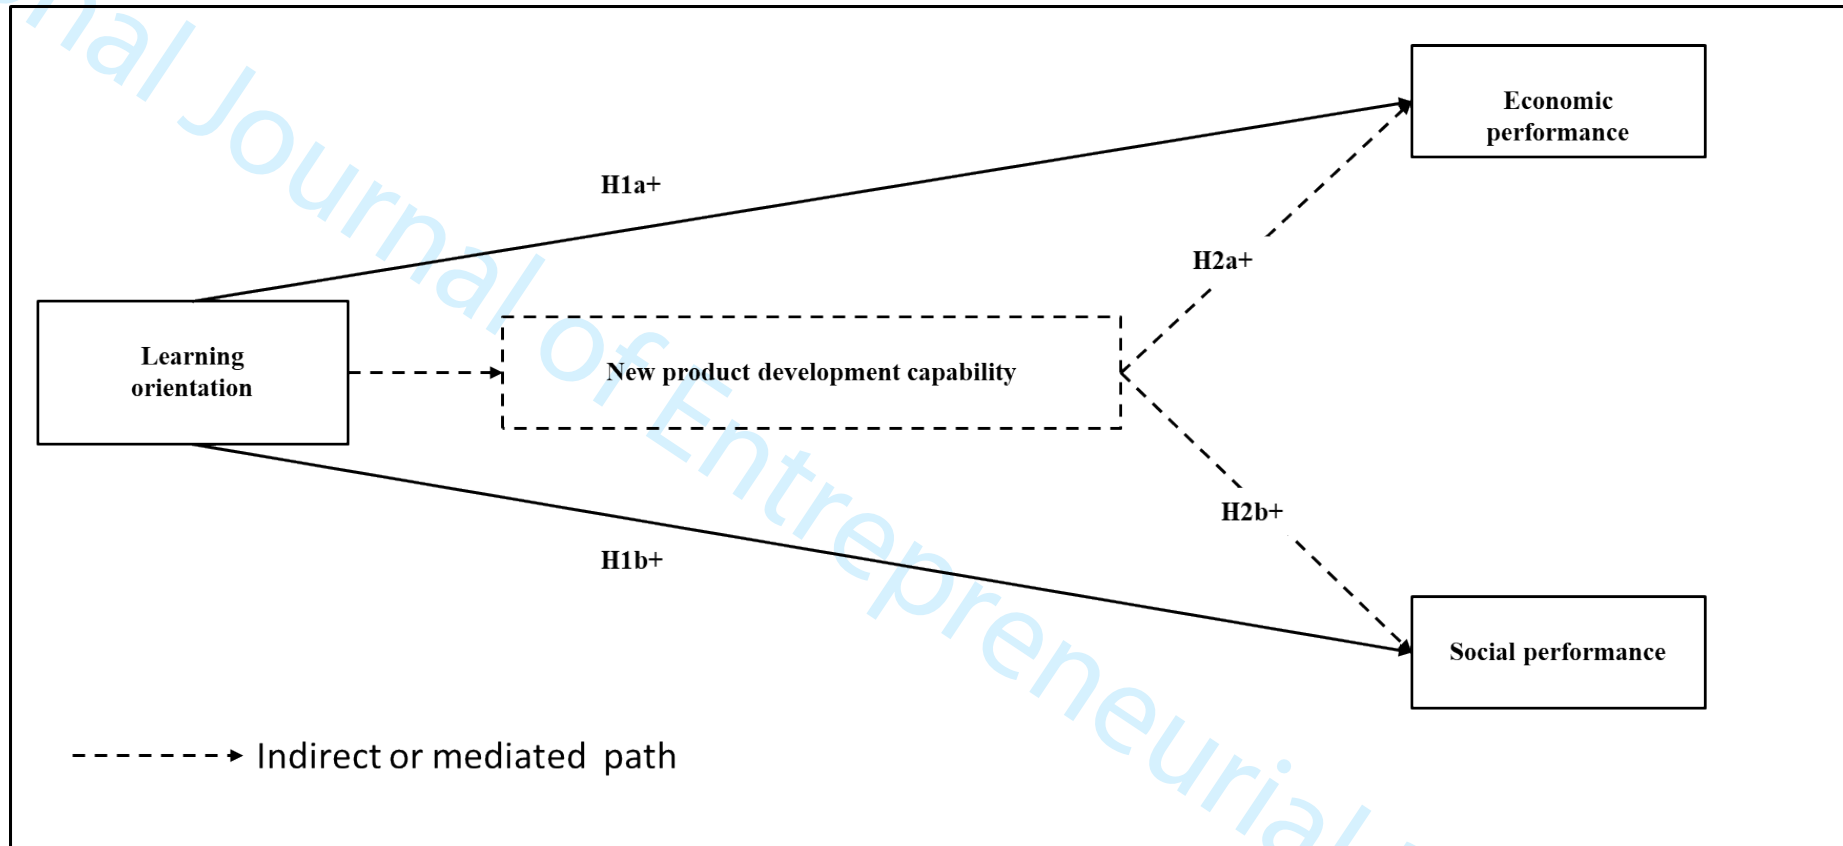 nal Journal of Entrepreneurial
Economic
performance
H1a+
H2a+
Learning
orientation
New product development capability
H2b+
H1b+
Social performance
Indirect or mediated path